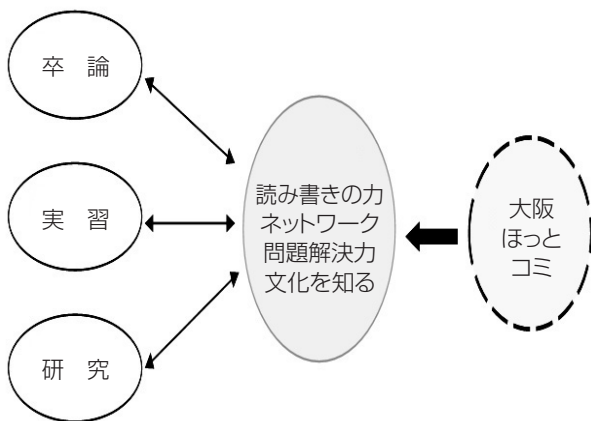 卒 論
実 習
研 究
読み書きの力
ネットワーク
問題解決力
文化を知る
大阪
ほっと
コミ